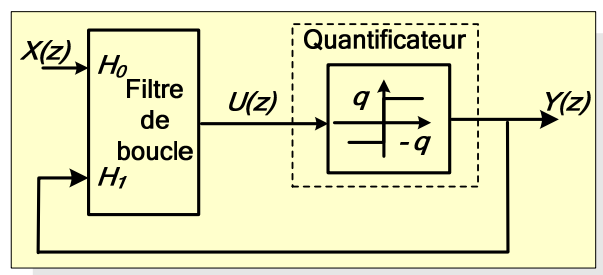 Quantificateur
X(z)
H0
Filtre
de
boucle
H1
U(z)
q
-q
Y(z)